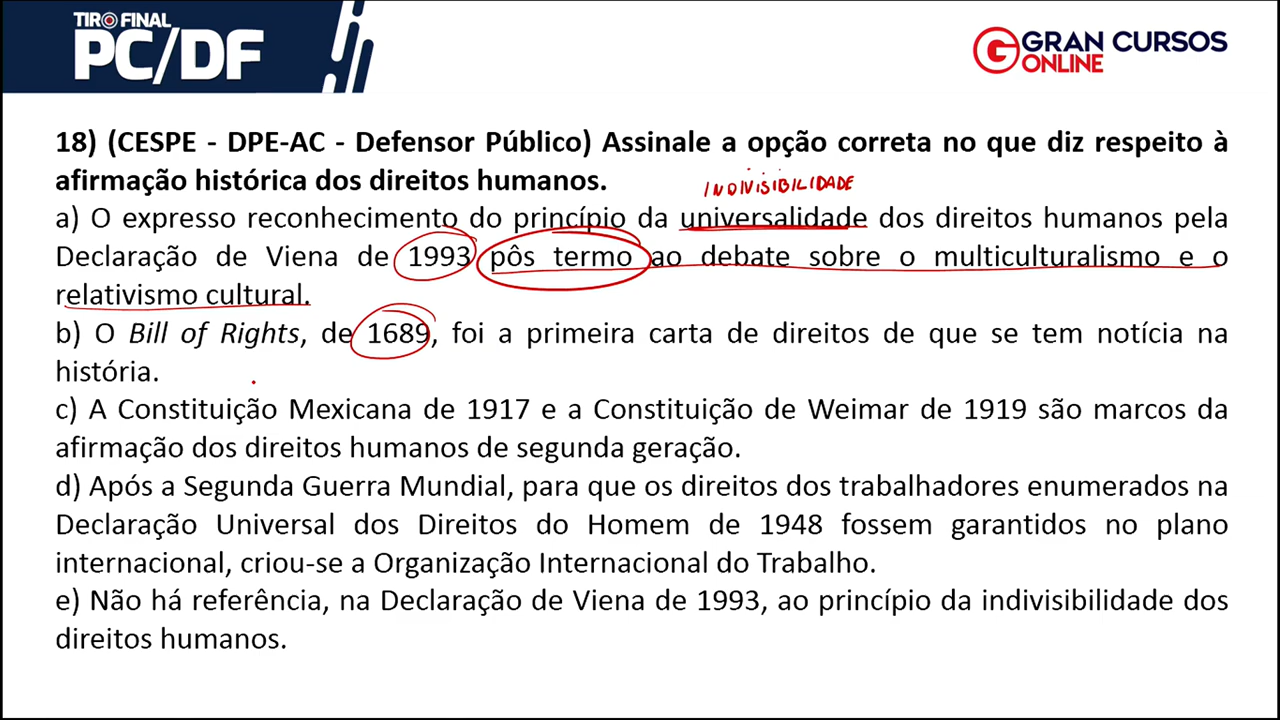 TIRO FINAL
PC/DF
GRAN CURSOS
ONLINE
18) (CESPE - DPE-AC - Defensor Público) Assinale a opção correta no que diz respeito à
afirmação histórica dos direitos humanos.
INDIVISIBILIDADE
a) O expresso reconhecimento do princípio da universalidade dos direitos humanos pela
Declaração de Viena de 1993 pôs termo ao debate sobre o multiculturalismo e o
relativismo cultural.
b) O Bill of Rights, de 1689, foi a primeira carta de direitos de que se tem notícia na
história.
c) A Constituição Mexicana de 1917 e a Constituição de Weimar de 1919 são marcos da
afirmação dos direitos humanos de segunda geração.
d) Após a Segunda Guerra Mundial, para que os direitos dos trabalhadores enumerados na
Declaração Universal dos Direitos do Homem de 1948 fossem garantidos no plano
internacional, criou-se a Organização Internacional do Trabalho.
e) Não há referência, na Declaração de Viena de 1993, ao princípio da indivisibilidade dos
direitos humanos.